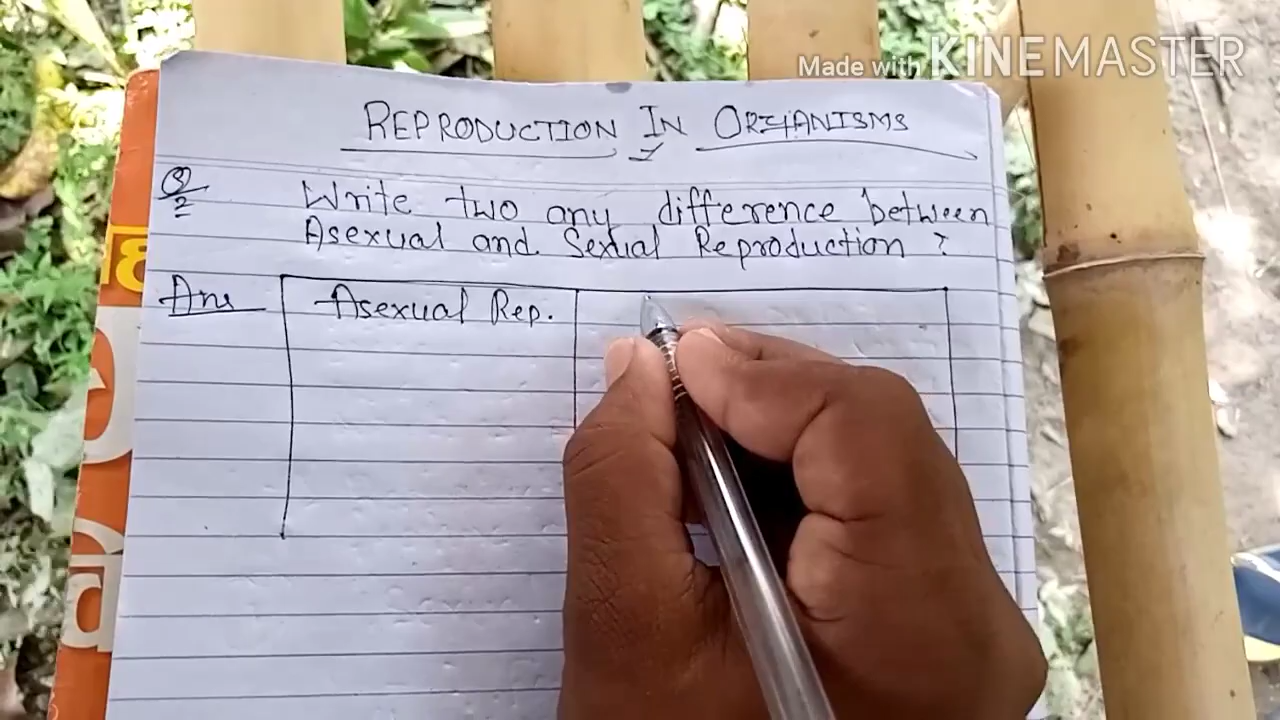 Made with KINEMASTER
REPRODUCTION IN ORGANISMS
Q/2 Write two any difference between
Asexual and Sexual Reproduction ?
Ans Asexual Rep.